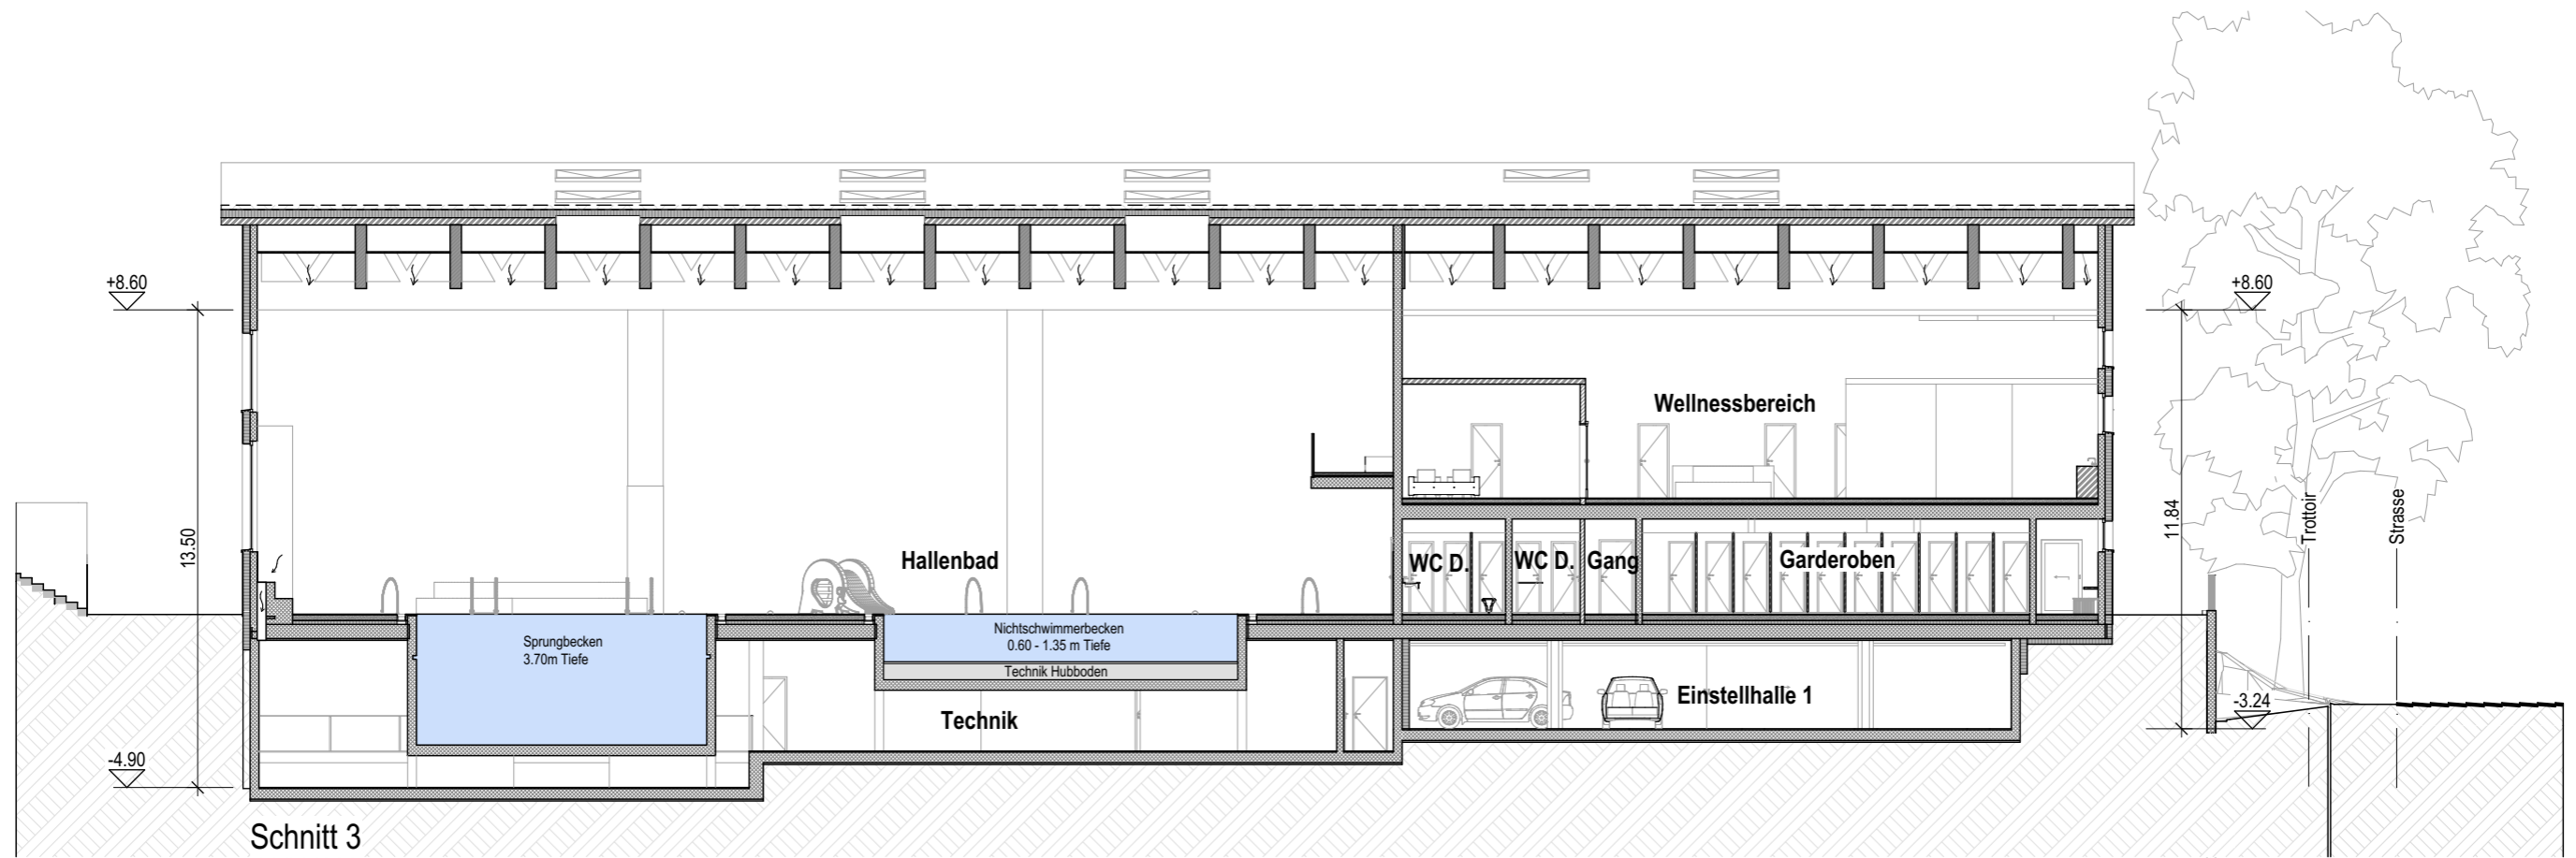 +8.60
+8.60
Wellnessbereich
13.50
11.84
Trottoir
Strasse
Hallenbad
WC D.
WC D.
Gang
Garderoben
Sprungbecken
3.70m Tiefe
Nichtschwimmerbecken
0.60 - 1.35 m Tiefe
Technik Hubboden
Technik
Einstellhalle 1
-3.24
-4.90
Schnitt 3